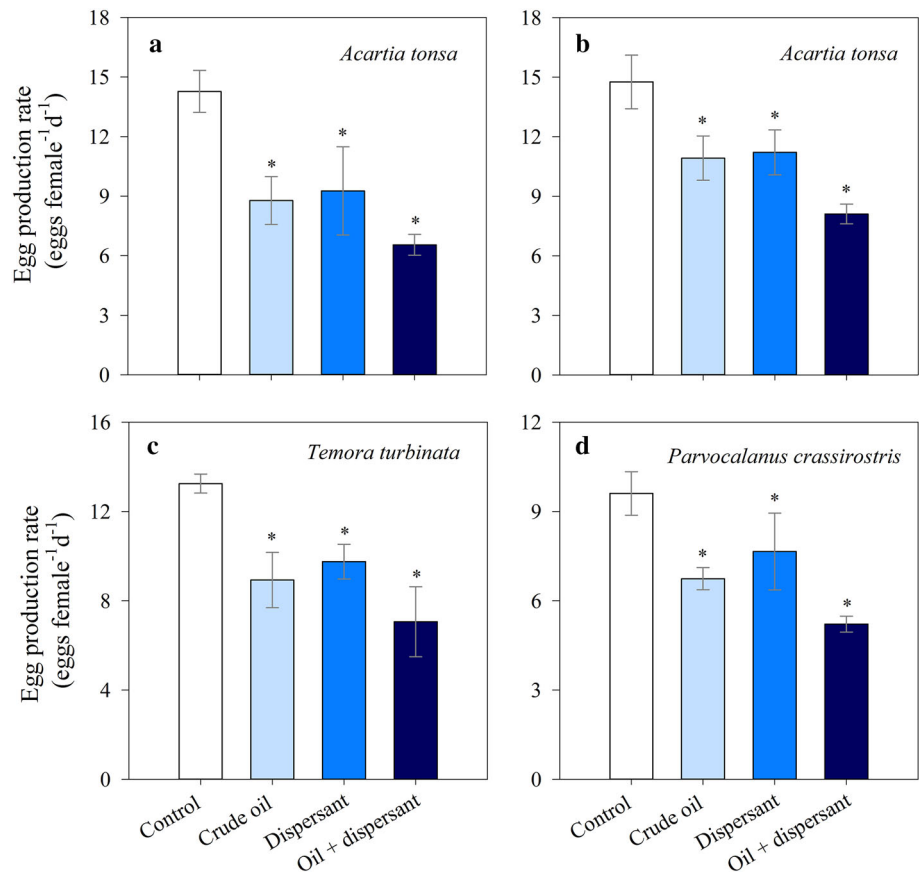 a
Acartia tonsa
18
15
12
9
6
3
0
Egg production rate
(eggs female⁻¹d⁻¹)
*
*
*
b
Acartia tonsa
18
15
12
9
6
3
0
*
*
*
c
Temora turbinata
16
12
8
4
0
Egg production rate
(eggs female⁻¹d⁻¹)
*
*
*
Control
Crude oil
Dispersant
Oil + dispersant
d
Parvocalanus crassirostris
12
9
6
3
0
*
*
*
Control
Crude oil
Dispersant
Oil + dispersant